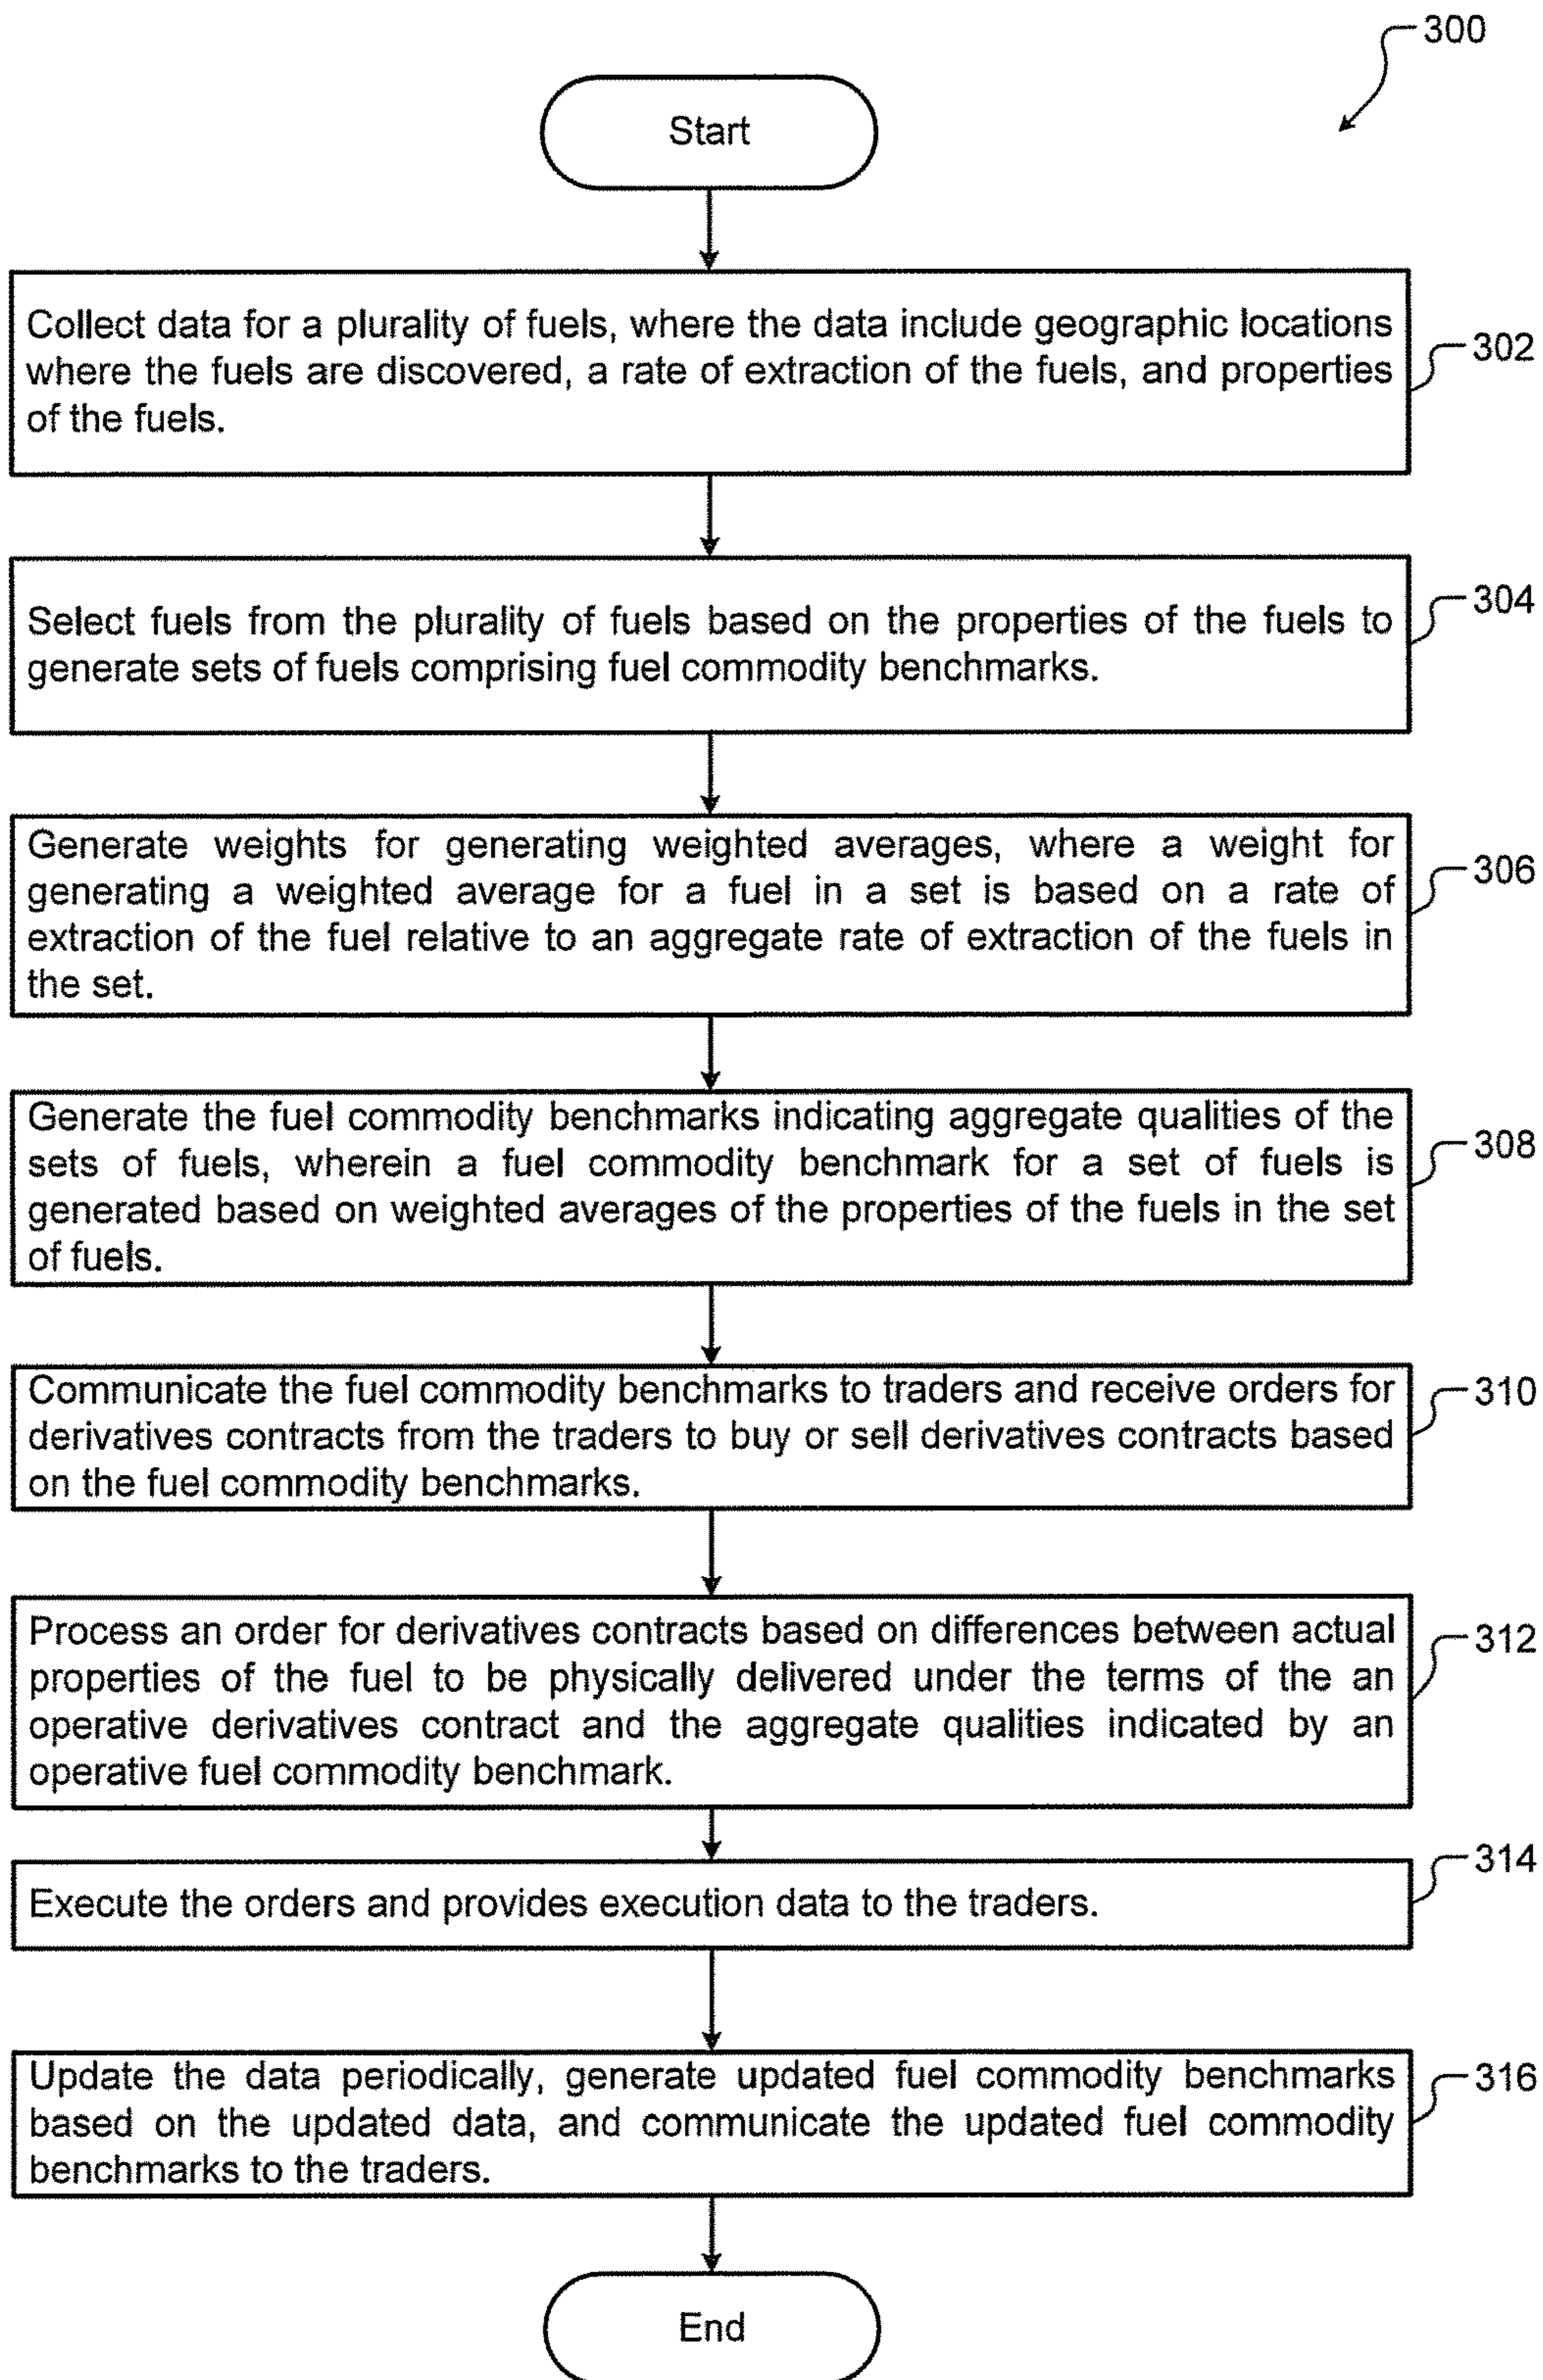 300
Start
Collect data for a plurality of fuels, where the data include geographic locations
where the fuels are discovered, a rate of extraction of the fuels, and properties
of the fuels.
302
Select fuels from the plurality of fuels based on the properties of the fuels to
generate sets of fuels comprising fuel commodity benchmarks.
304
Generate weights for generating weighted averages, where a weight for
generating a weighted average for a fuel in a set is based on a rate of
extraction of the fuel relative to an aggregate rate of extraction of the fuels in
the set.
306
Generate the fuel commodity benchmarks indicating aggregate qualities of the
sets of fuels, wherein a fuel commodity benchmark for a set of fuels is
generated based on weighted averages of the properties of the fuels in the set
of fuels.
308
Communicate the fuel commodity benchmarks to traders and receive orders for
derivatives contracts from the traders to buy or sell derivatives contracts based
on the fuel commodity benchmarks.
310
Process an order for derivatives contracts based on differences between actual
properties of the fuel to be physically delivered under the terms of the an
operative derivatives contract and the aggregate qualities indicated by an
operative fuel commodity benchmark.
312
Execute the orders and provides execution data to the traders.
314
Update the data periodically, generate updated fuel commodity benchmarks
based on the updated data, and communicate the updated fuel commodity
benchmarks to the traders.
316
End